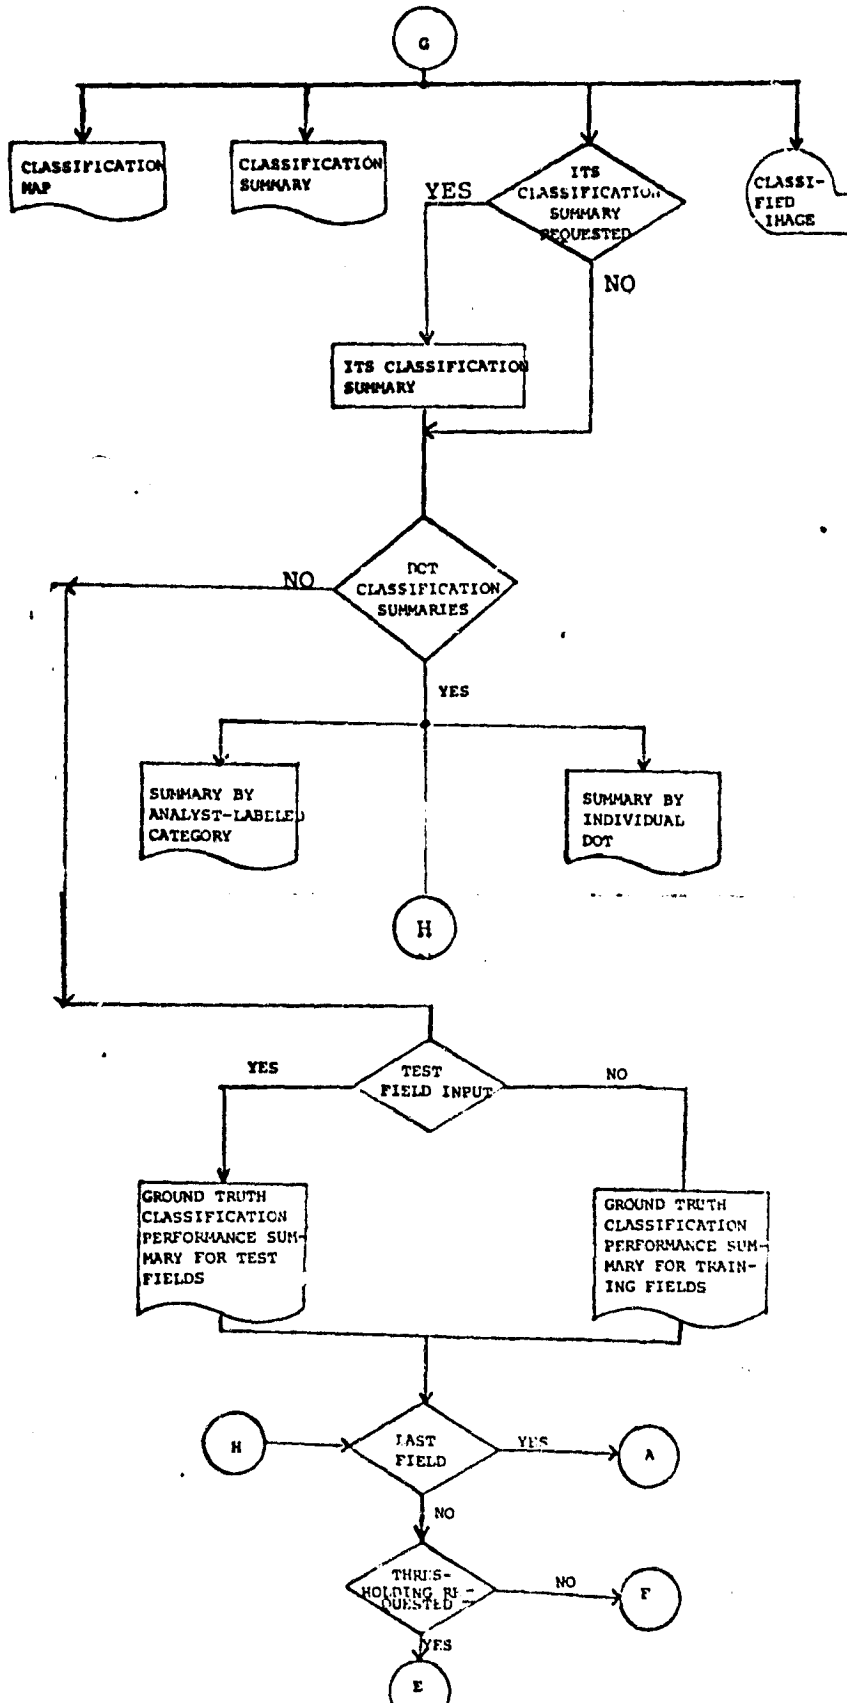 G
CLASSIFICATION
MAP
CLASSIFICATION
SUMMARY
ITS
CLASSIFICATION
SUMMARY
REQUESTED
CLASSI-
FIED
IMAGE
YES
NO
ITS CLASSIFICATION
SUMMARY
DOT
CLASSIFICATION
SUMMARIES
NO
YES
SUMMARY BY
ANALYST-LABELED
CATEGORY
SUMMARY BY
INDIVIDUAL
DOT
H
TEST
FIELD INPUT
YES
NO
GROUND TRUTH
CLASSIFICATION
PERFORMANCE SUM-
MARY FOR TEST
FIELDS
GROUND TRUTH
CLASSIFICATION
PERFORMANCE SUM-
MARY FOR TRAIN-
ING FIELDS
H
LAST
FIELD
YES
A
NO
THRES-
HOLDING RE-
QUESTED
NO
F
YES
E